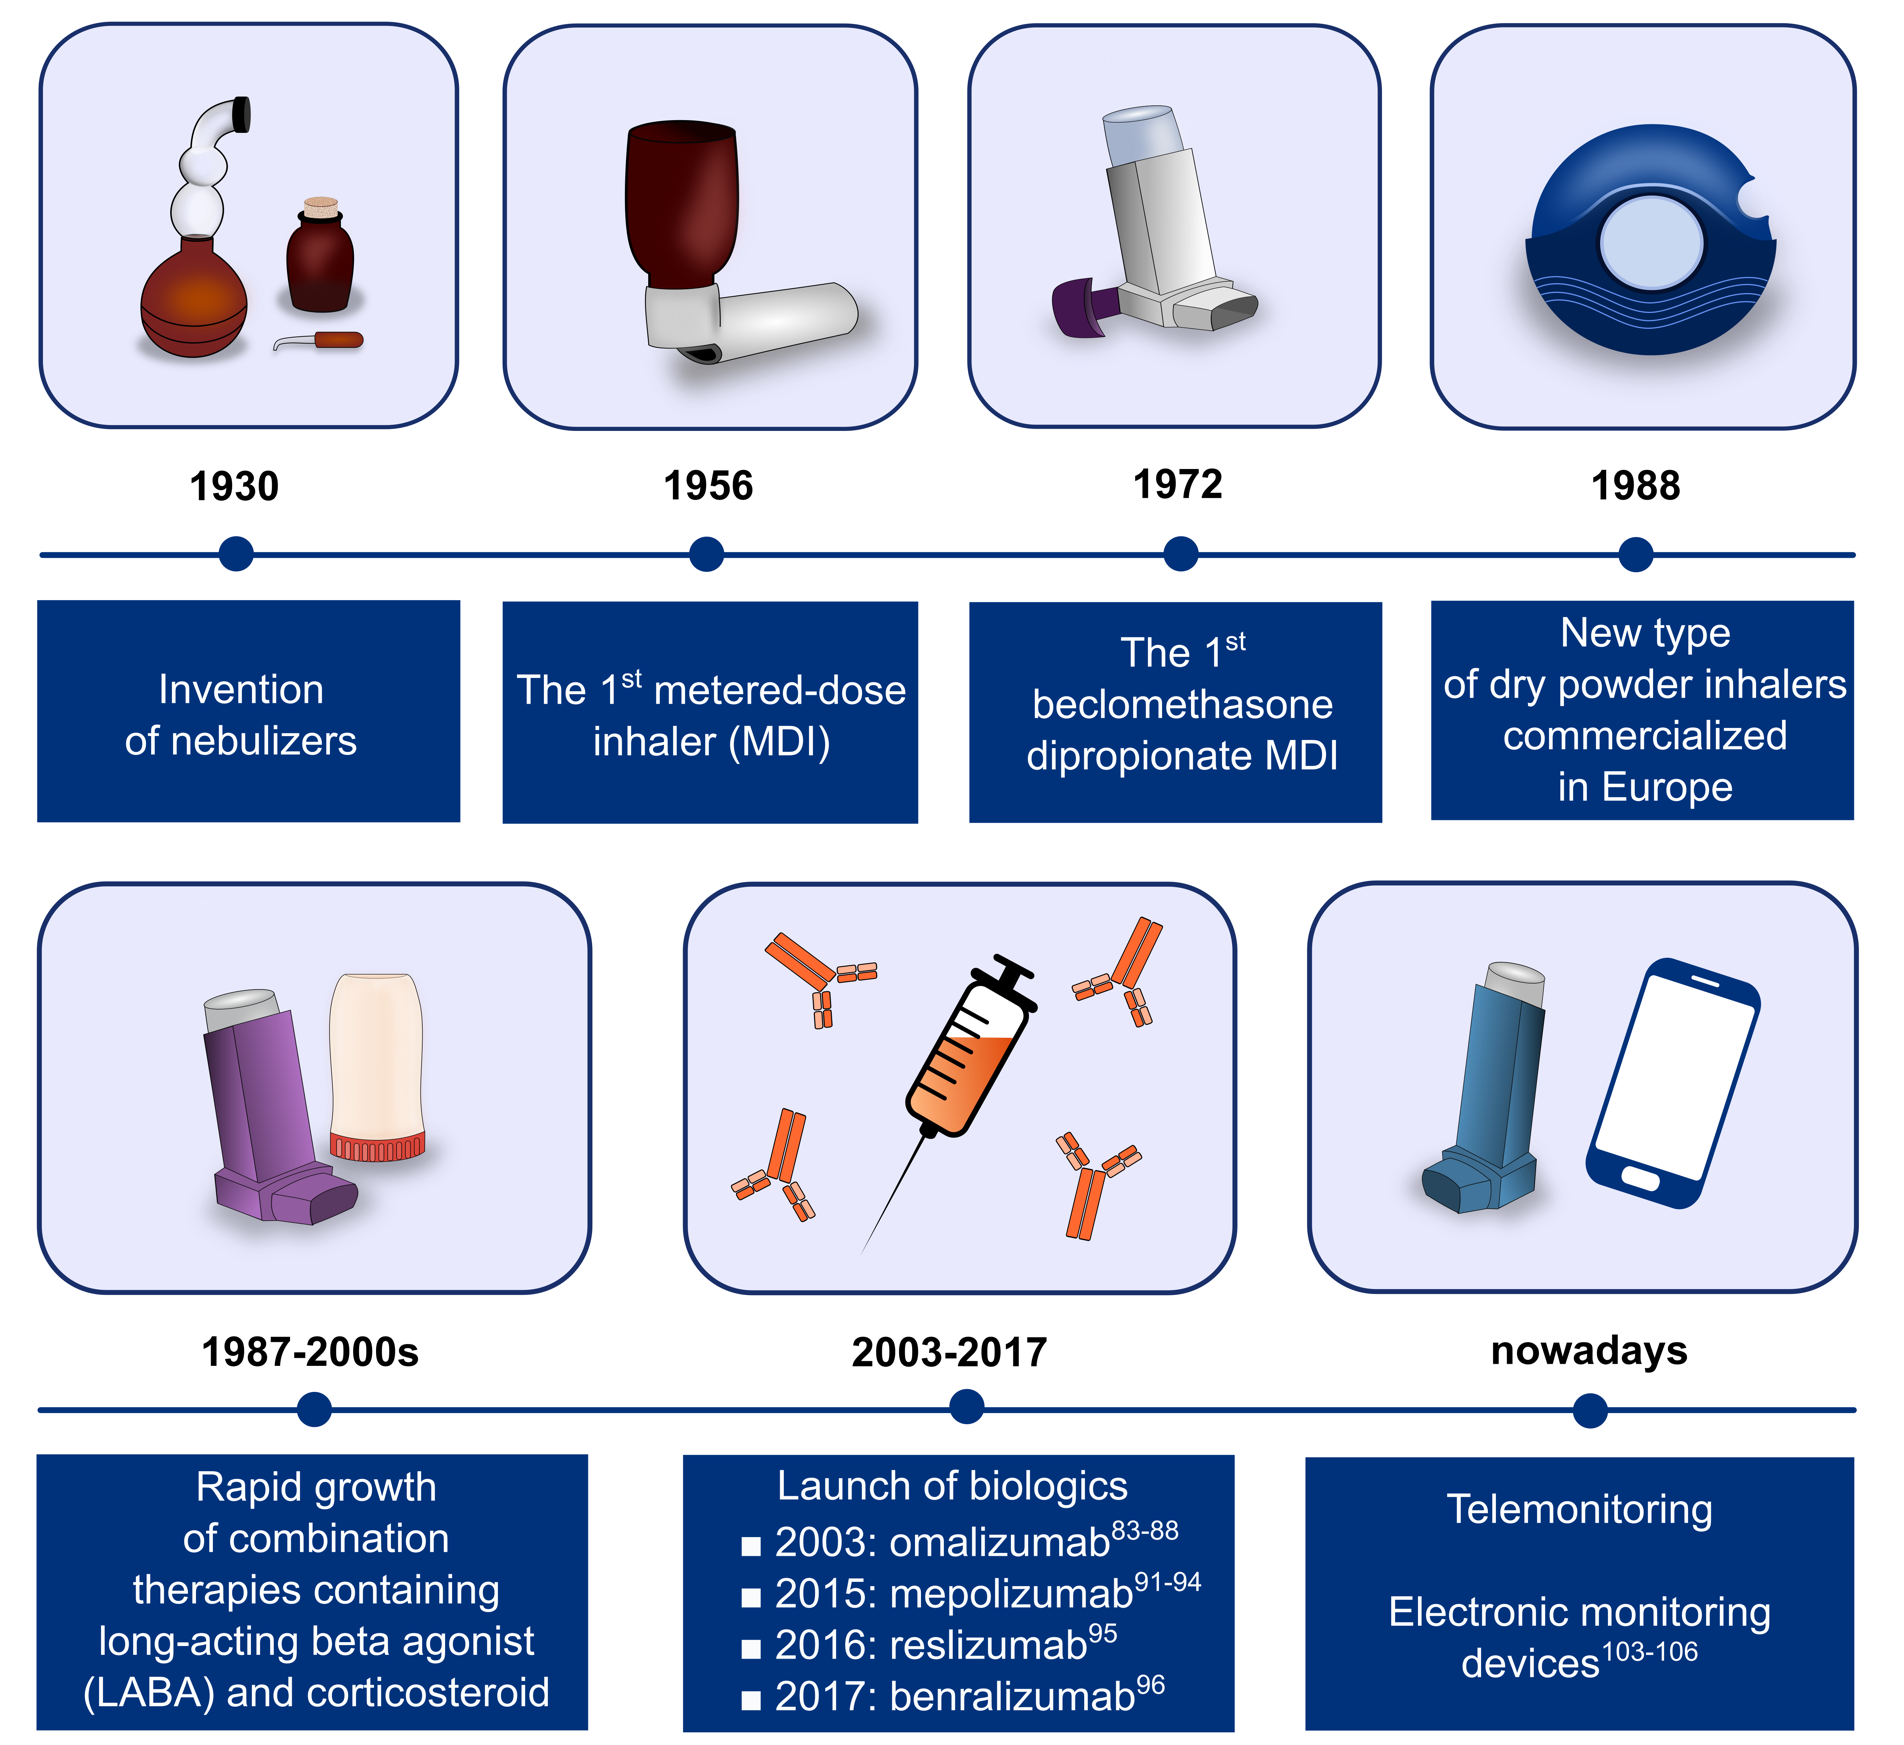 1930
1956
1972
1988
Invention
of nebulizers
The 1st metered-dose
inhaler (MDI)
The 1st
beclomethasone
dipropionate MDI
New type
of dry powder inhalers
commercialized
in Europe
1987-2000s
2003-2017
nowadays
Rapid growth
of combination
therapies containing
long-acting beta agonist
(LABA) and corticosteroid
Launch of biologics
■ 2003: omalizumab83-88
■ 2015: mepolizumab91-94
■ 2016: reslizumab95
■ 2017: benralizumab96
Telemonitoring
Electronic monitoring
devices103-106